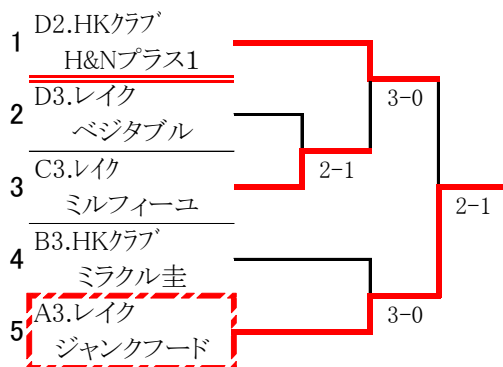 1
D2.HKクラブ
H&Nプラス1
2
D3.レイク
ベジタブル
3
C3.レイク
ミルフィーユ
4
B3.HKクラブ
ミラクル圭
5
A3.レイク
ジャンクフード
3-0
2-1
2-1
3-0